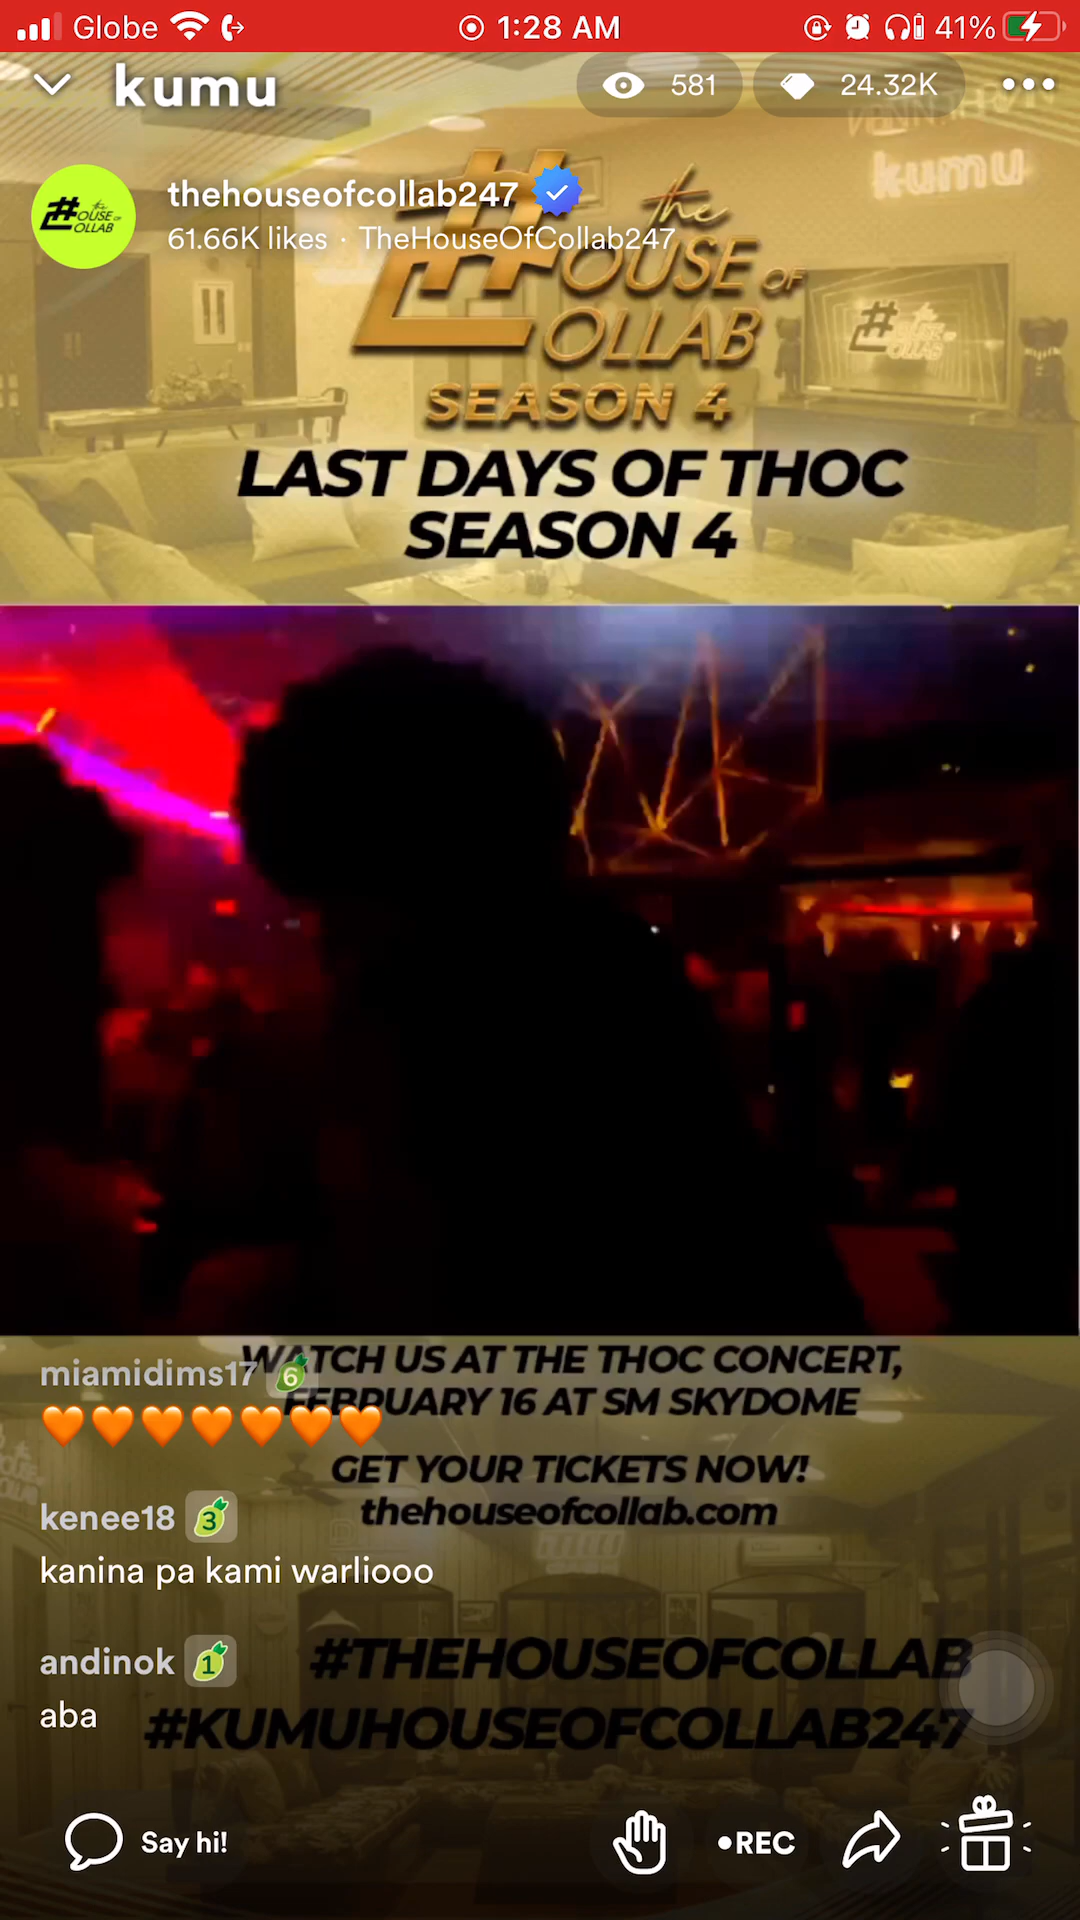 Globe
1:28 AM
41%
kumu
581
24.32K
kumu
thehouseofcollab247
61.66K likes · TheHouseOfCollab247
the
#OUSE OF
OLLAB
SEASON 4
LAST DAYS OF THOC
SEASON 4
WATCH US AT THE THOC CONCERT,
FEBRUARY 16 AT SM SKYDOME
GET YOUR TICKETS NOW!
thehouseofcollab.com
miamidims17 6
🧡🧡🧡🧡🧡🧡🧡
kenee18 3
kanina pa kami warliooo
andinok 1
aba
#THEHOUSEOFCOLLAB
#KUMUHOUSEOFCOLLAB247
Say hi!
•REC